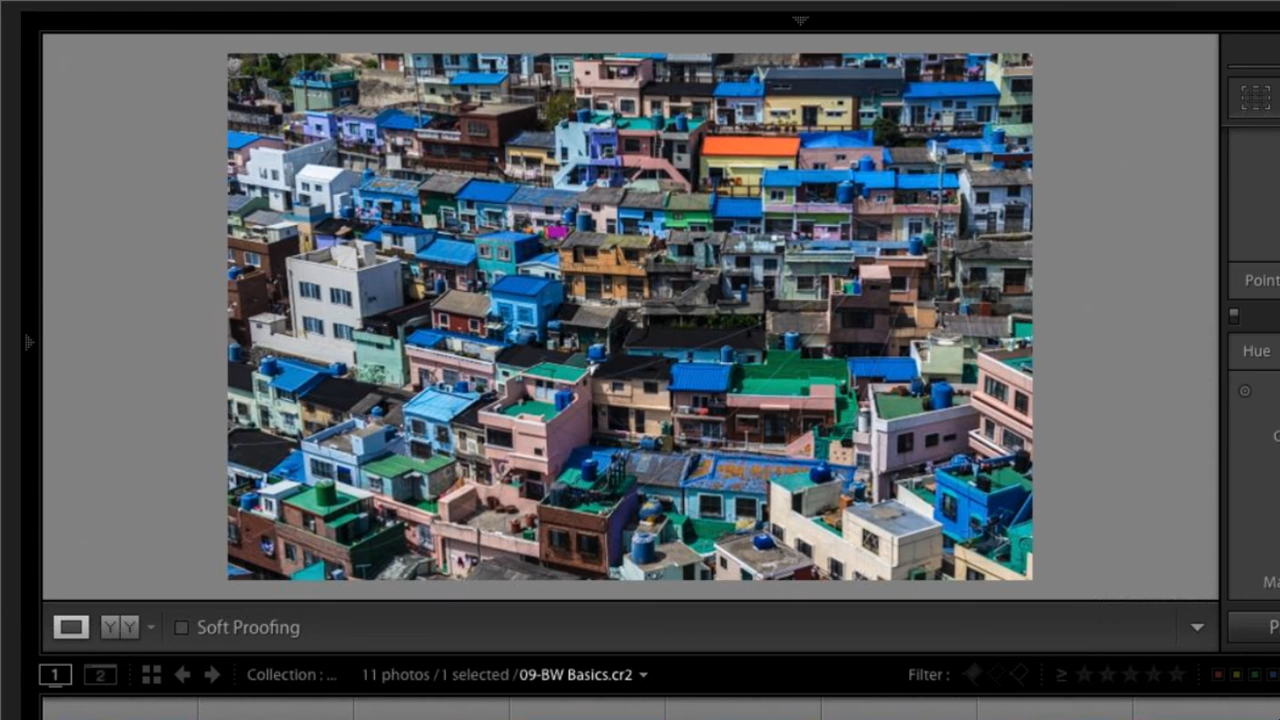 Point
Hue
Soft Proofing
P
1 2 Collection : ... 11 photos / 1 selected / 09-BW Basics.cr2 Filter : ≥